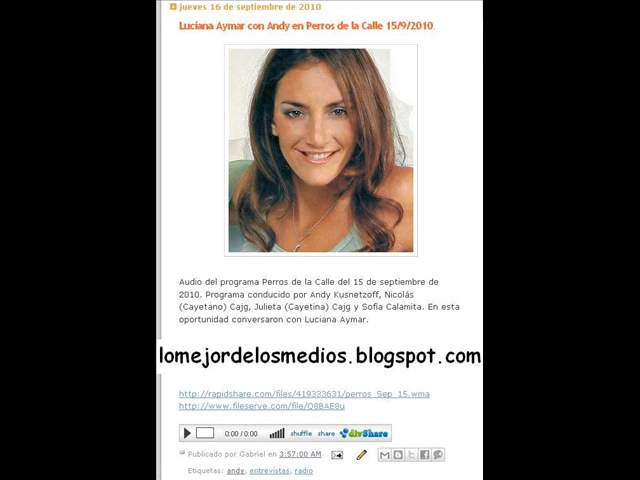 jueves 16 de septiembre de 2010
Luciana Aymar con Andy en Perros de la Calle 15/9/2010.
Audio del programa Perros de la Calle del 15 de septiembre de
2010. Programa conducido por Andy Kusnetzoff, Nicolás
(Cayetano) Cajg, Julieta (Cayetina) Cajg y Sofía Calamita. En esta
oportunidad conversaron con Luciana Aymar.
lomejordelosmedios.blogspot.com
http://rapidshare.com/files/419333631/perros_Sep_15.wma
http://www.fileserve.com/file/Q8BAE8u
0:00 / 0:00 shuffle share divShare
Publicado por Gabriel en 3:57:00 AM
Etiquetas: andy, entrevistas, radio